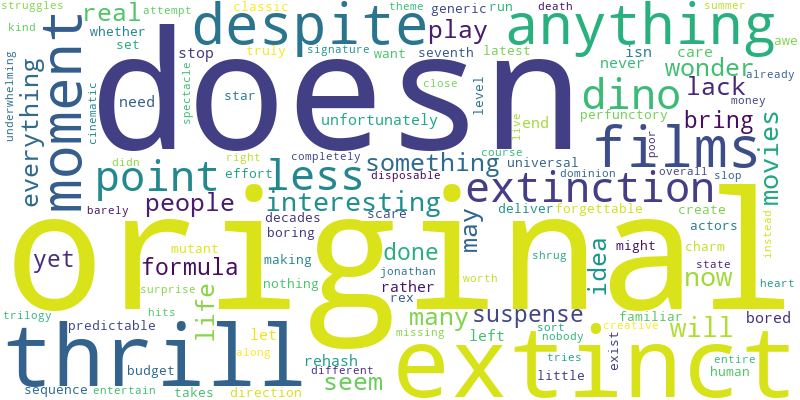 struggles
attempt
classic
generic
run
theme
death
summer
kind
real
despite
play
anything
whether
set
truly
signature
want
seventh
latest
awe
underwhelming
everything
moment
cinematic
stop
doesn
isn
never
care
wonder
already
need
spectacle
star
close
level
dino
lack
money
unfortunately
live
end
perfunctory
bring
movies
didn
right
completely
course
universal
films
poor
point
effort
less
something
disposable
extinction
dominion
overall
slop
barely
people
interesting
may
deliver
forgettable
create
actors
instead
decades
scare
boring
original
yet
formula
mutant
making
done
jonathan
rather
shrug
idea
might
charm
state
now
heart
surprise
nothing
rex
worth
trilogy
hits
life
many
suspense
familiar
will
bored
predictable
let
missing
left
sort
nobody
creative
thrill
along
rehash
different
tries
exist
extinct
entire
human
budget
seem
little
sequence
entertain
takes
direction